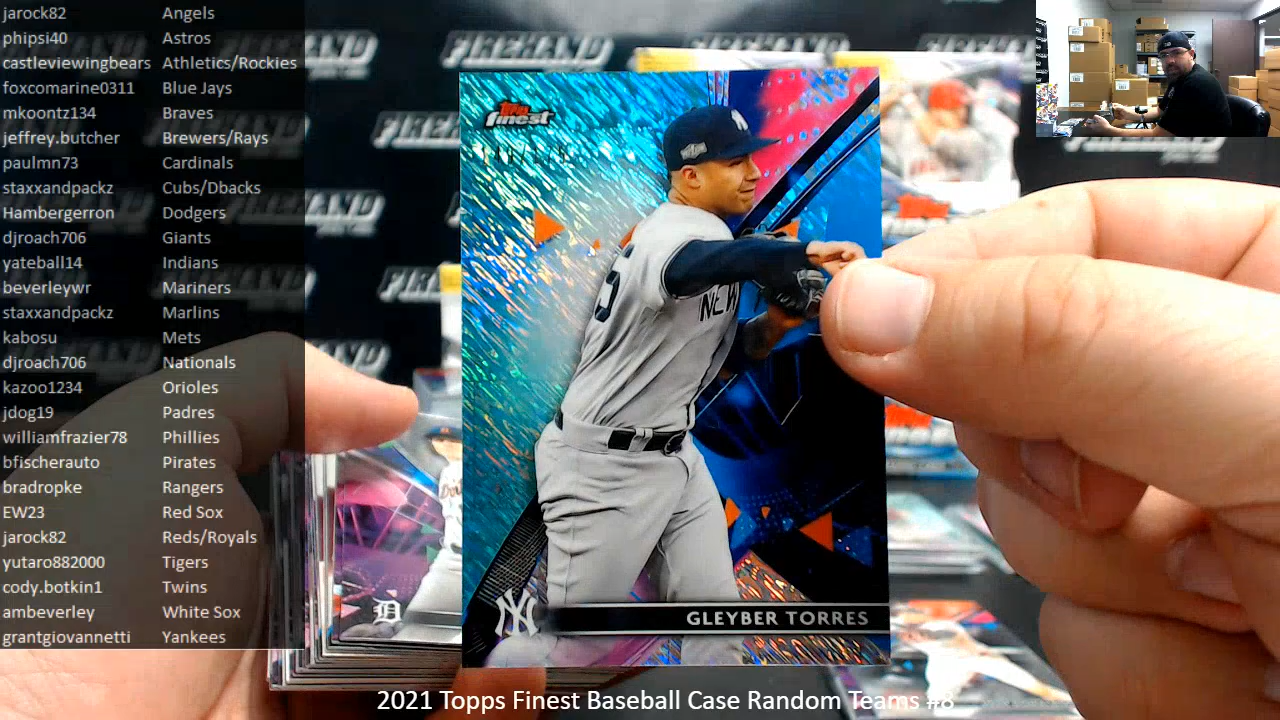 jarock82 Angels
phipsi40 Astros
castleviewingbears Athletics/Rockies
foxcomarine0311 Blue Jays
mkoontz134 Braves
jeffrey.butcher Brewers/Rays
paulmn73 Cardinals
staxxandpackz Cubs/Dbacks
Hambergerron Dodgers
djroach706 Giants
yateball14 Indians
beverleywr Mariners
staxxandpackz Marlins
kabosu Mets
djroach706 Nationals
kazoo1234 Orioles
jdog19 Padres
williamfrazier78 Phillies
bfischerauto Pirates
bradropke Rangers
EW23 Red Sox
jarock82 Reds/Royals
yutaro882000 Tigers
cody.botkin1 Twins
ambeverley White Sox
grantgiovannetti Yankees
FIREHAND
Topps
finest
NEW
NY
GLEYBER TORRES
D
2021 Topps Finest Baseball Case Random Teams #8